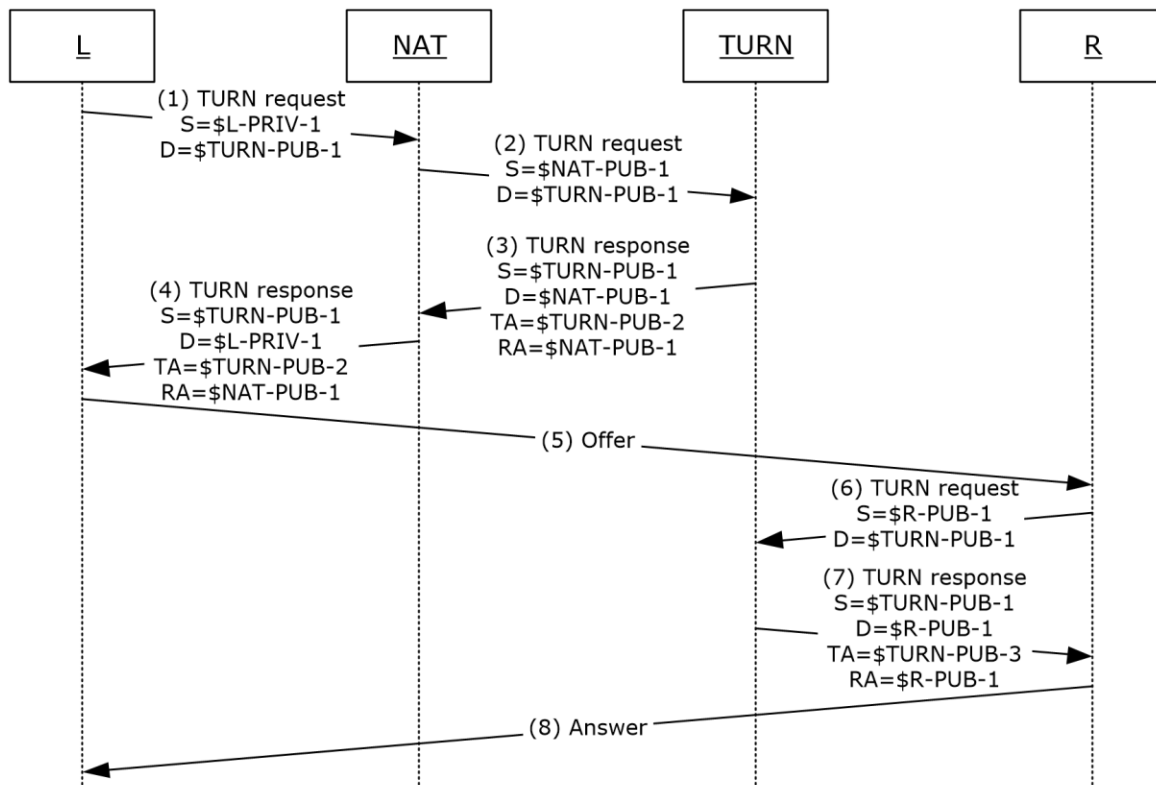 L
NAT
TURN
R
(1) TURN request
S=$L-PRIV-1
D=$TURN-PUB-1
(2) TURN request
S=$NAT-PUB-1
D=$TURN-PUB-1
(3) TURN response
S=$TURN-PUB-1
D=$NAT-PUB-1
TA=$TURN-PUB-2
RA=$NAT-PUB-1
(4) TURN response
S=$TURN-PUB-1
D=$L-PRIV-1
TA=$TURN-PUB-2
RA=$NAT-PUB-1
(5) Offer
(6) TURN request
S=$R-PUB-1
D=$TURN-PUB-1
(7) TURN response
S=$TURN-PUB-1
D=$R-PUB-1
TA=$TURN-PUB-3
RA=$R-PUB-1
(8) Answer